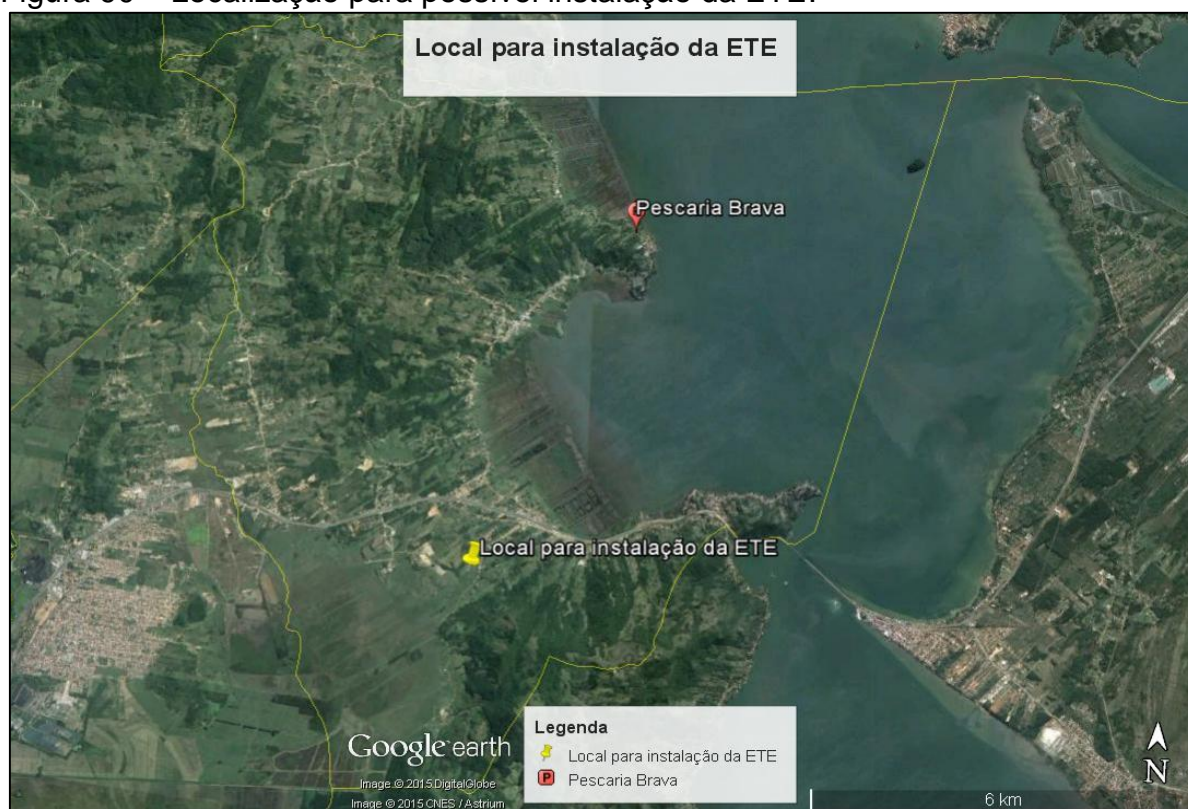 Local para instalação da ETE
Pescaria Brava
Local para instalação da ETE
Legenda
Local para instalação da ETE
P Pescaria Brava
Google earth
Image © 2015 DigitalGlobe
Image © 2015 CNES / Astrium
6 km
N